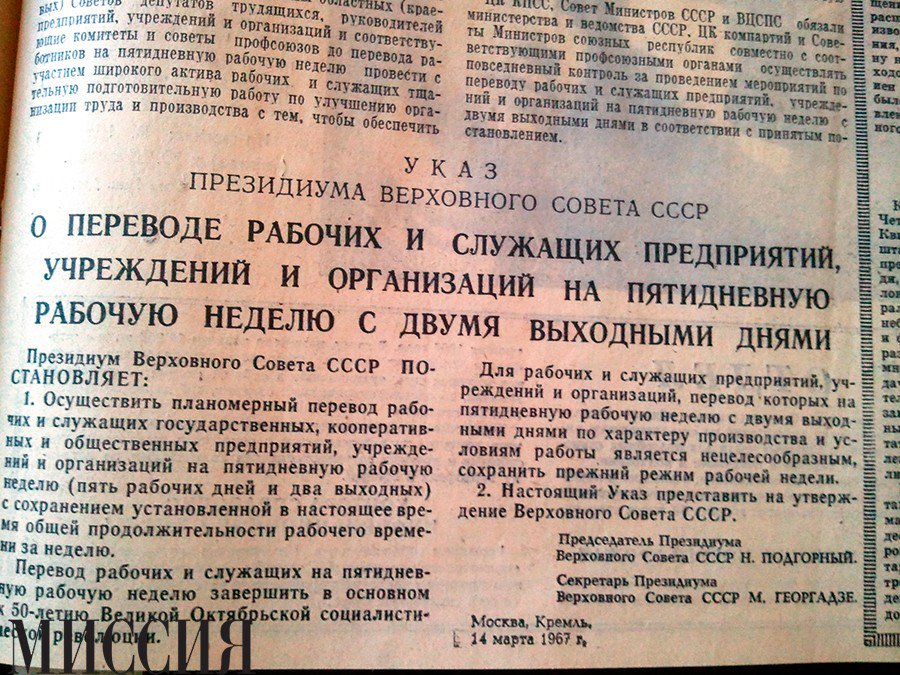 вых) Советов депутатов трудящихся, руководителей
предприятий, учреждений и организаций и соответству-
ющие комитеты и советы профсоюзов до перевода ра-
ботников на пятидневную рабочую неделю провести с
участием широкого актива рабочих и служащих тща-
тельную подготовительную работу по улучшению орга-
низации труда и производства с тем, чтобы обеспечить
ЦК КПСС, Совет Министров СССР и ВЦСПС обязали
министерства и ведомства СССР, ЦК компартий и Сове-
ты Министров союзных республик совместно с соот-
ветствующими профсоюзными органами осуществлять
повседневный контроль за проведением мероприятий по
переводу рабочих и служащих предприятий, учрежде-
ний и организаций на пятидневную рабочую неделю с
двумя выходными днями в соответствии с принятым по-
становлением.
УКАЗ
ПРЕЗИДИУМА ВЕРХОВНОГО СОВЕТА СССР
О ПЕРЕВОДЕ РАБОЧИХ И СЛУЖАЩИХ ПРЕДПРИЯТИЙ,
УЧРЕЖДЕНИЙ И ОРГАНИЗАЦИЙ НА ПЯТИДНЕВНУЮ
РАБОЧУЮ НЕДЕЛЮ С ДВУМЯ ВЫХОДНЫМИ ДНЯМИ
Президиум Верховного Совета СССР ПО-
СТАНОВЛЯЕТ:
1. Осуществить планомерный перевод рабо-
чих и служащих государственных, кооператив-
ных и общественных предприятий, учрежде-
ний и организаций на пятидневную рабочую
неделю (пять рабочих дней и два выходных)
с сохранением установленной в настоящее вре-
мя общей продолжительности рабочего време-
ни за неделю.
Перевод рабочих и служащих на пятиднев-
ную рабочую неделю завершить в основном
к 50-летию Великой Октябрьской социалисти-
ческой революции.
Для рабочих и служащих предприятий, уч-
реждений и организаций, перевод которых на
пятидневную рабочую неделю с двумя выход-
ными днями по характеру производства и ус-
ловиям работы является нецелесообразным,
сохранить прежний режим рабочей недели.
2. Настоящий Указ представить на утверж-
дение Верховного Совета СССР.
Председатель Президиума
Верховного Совета СССР Н. ПОДГОРНЫЙ.
Секретарь Президиума
Верховного Совета СССР М. ГЕОРГАДЗЕ.
Москва, Кремль.
14 марта 1967 г.
МИССИЯ